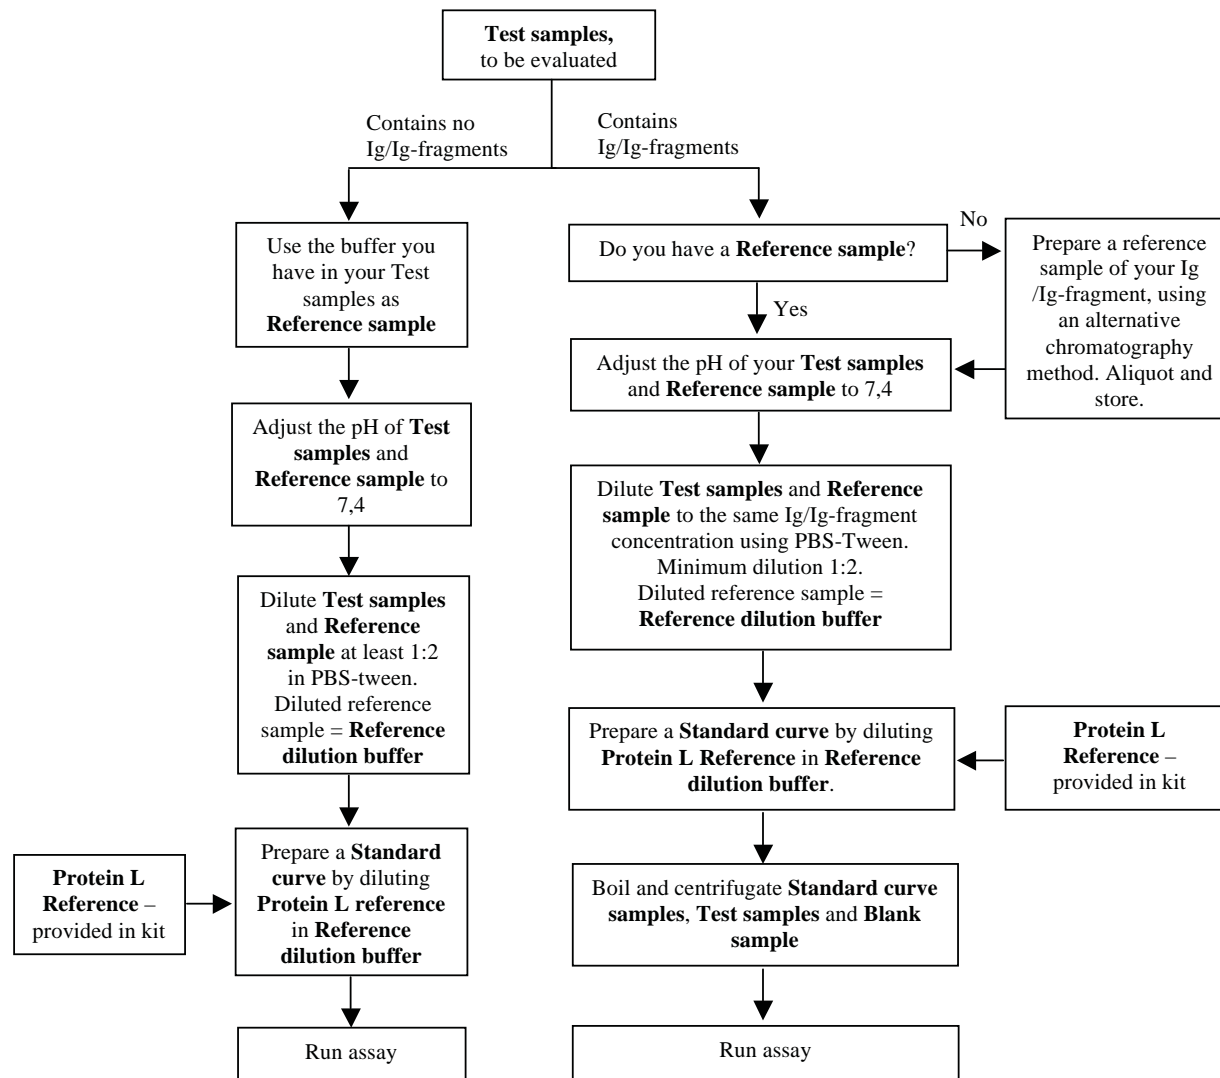 Test samples,
to be evaluated
Contains no
Ig/Ig-fragments
Contains
Ig/Ig-fragments
Use the buffer you
have in your Test
samples as
Reference sample
Do you have a Reference sample?
No
Prepare a reference
sample of your Ig
/Ig-fragment, using
an alternative
chromatography
method. Aliquot and
store.
Yes
Adjust the pH of your Test samples
and Reference sample to 7,4
Adjust the pH of Test
samples and
Reference sample to
7,4
Dilute Test samples and Reference
sample to the same Ig/Ig-fragment
concentration using PBS-Tween.
Minimum dilution 1:2.
Diluted reference sample =
Reference dilution buffer
Dilute Test samples
and Reference
sample at least 1:2
in PBS-tween.
Diluted reference
sample = Reference
dilution buffer
Prepare a Standard curve by diluting
Protein L Reference in Reference
dilution buffer.
Protein L
Reference –
provided in kit
Protein L
Reference –
provided in kit
Prepare a Standard
curve by diluting
Protein L reference
in Reference
dilution buffer
Boil and centrifugate Standard curve
samples, Test samples and Blank
sample
Run assay
Run assay